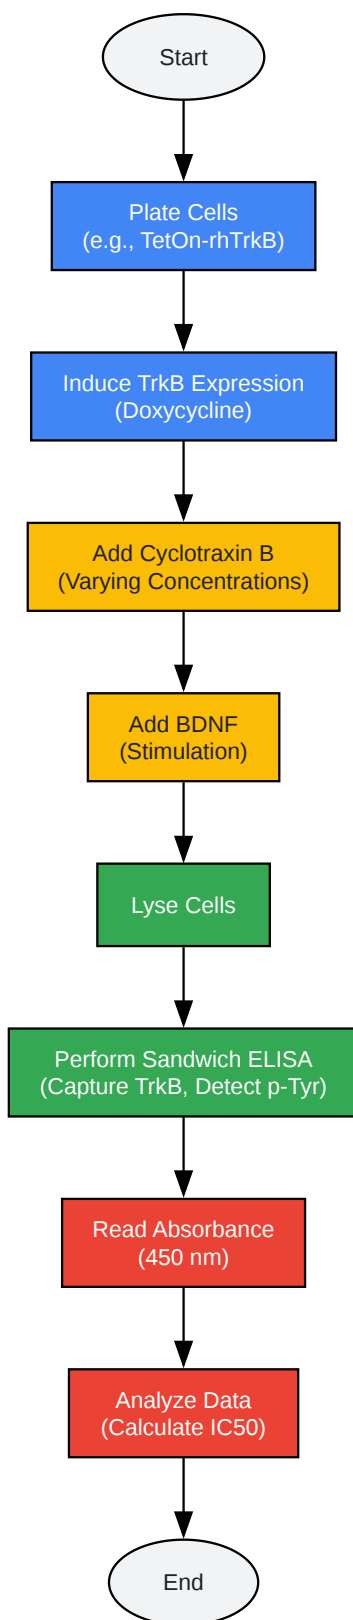 Start
Plate Cells
(e.g., TetOn-rhTrkB)
Induce TrkB Expression
(Doxycycline)
Add Cyclotraxin B
(Varying Concentrations)
Add BDNF
(Stimulation)
Lyse Cells
Perform Sandwich ELISA
(Capture TrkB, Detect p-Tyr)
Read Absorbance
(450 nm)
Analyze Data
(Calculate IC50)
End